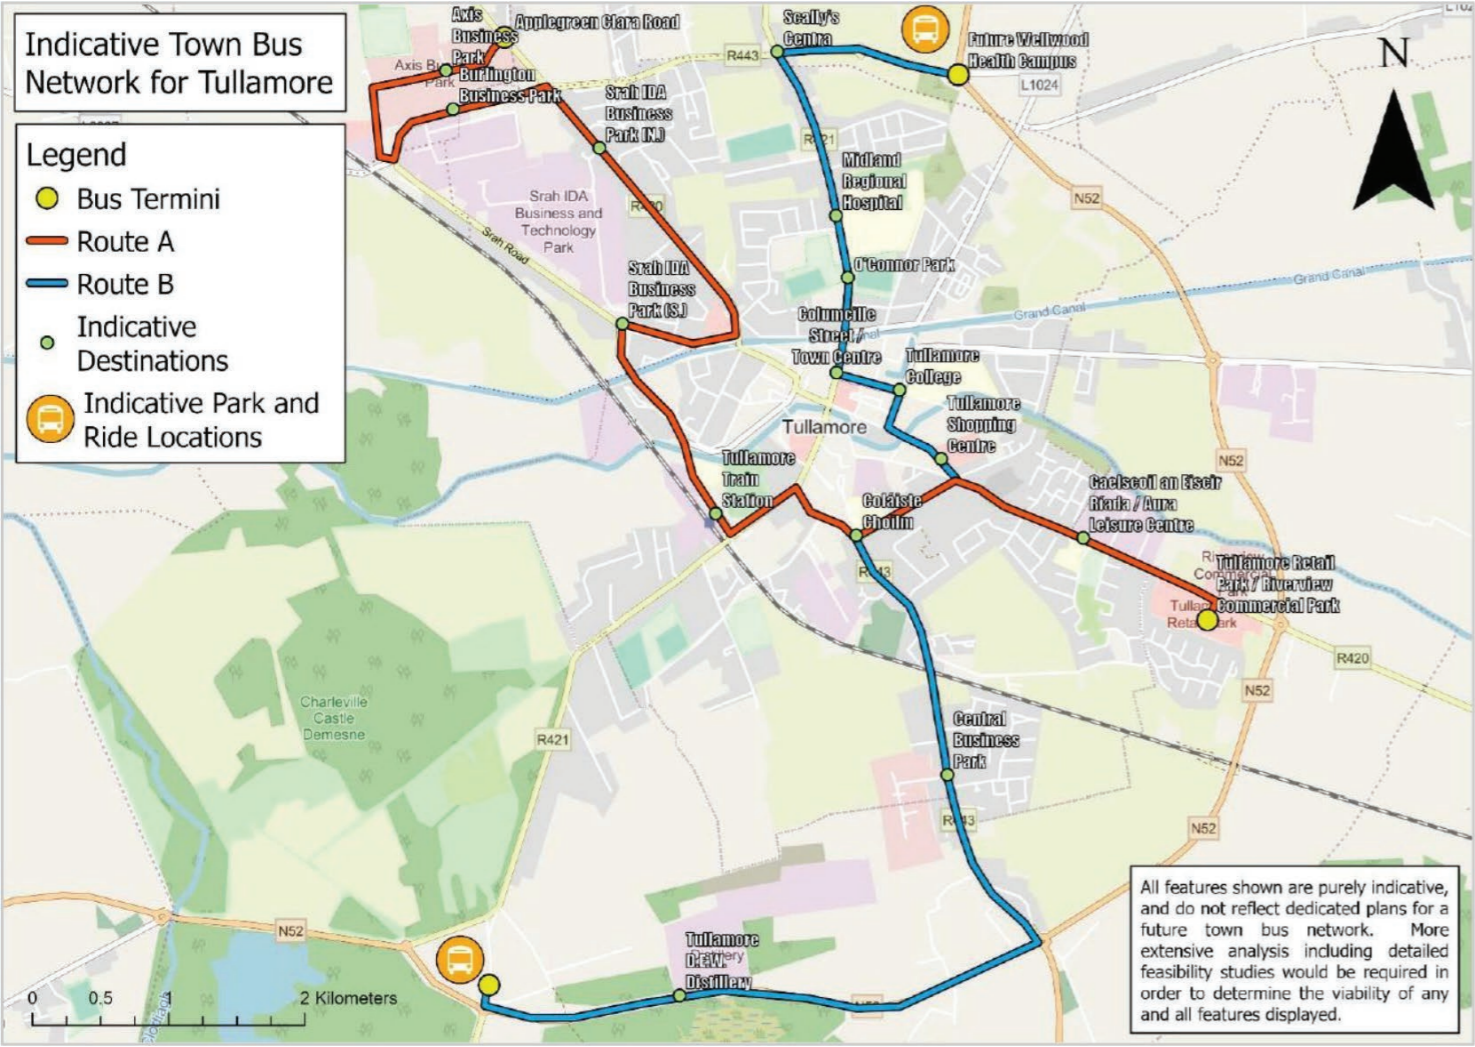 Indicative Town Bus
Network for Tullamore
Legend
Bus Termini
Route A
Route B
Indicative
Destinations
Indicative Park and
Ride Locations
Axis
Business
Park
Applegreen Clara Road
Burlington
Business Park
Srah IDA
Business
Park (N.)
Scally's
Centra
Future Wellwood
Health Campus
N
R443
L1024
Midland
Regional
Hospital
N52
Srah IDA
Business and
Technology
Park
Srah Road
Srah IDA
Business
Park (S.)
O'Connor Park
Grand Canal
Grand Canal
Columcille
Street /
Town Centre
Tullamore
College
Tullamore
Tullamore
Shopping
Centre
N52
Tullamore
Train
Station
Coláiste
Choilm
Gaelscoil an Eiscir
Riada / Aura
Leisure Centre
Tullamore Retail
Park / Riverview
Commercial Park
R420
N52
Charleville
Castle
Demesne
R421
Central
Business
Park
N52
N52
Tullamore
D.E.W.
Distillery
0 0.5 1 2 Kilometers
All features shown are purely indicative,
and do not reflect dedicated plans for a
future town bus network. More
extensive analysis including detailed
feasibility studies would be required in
order to determine the viability of any
and all features displayed.